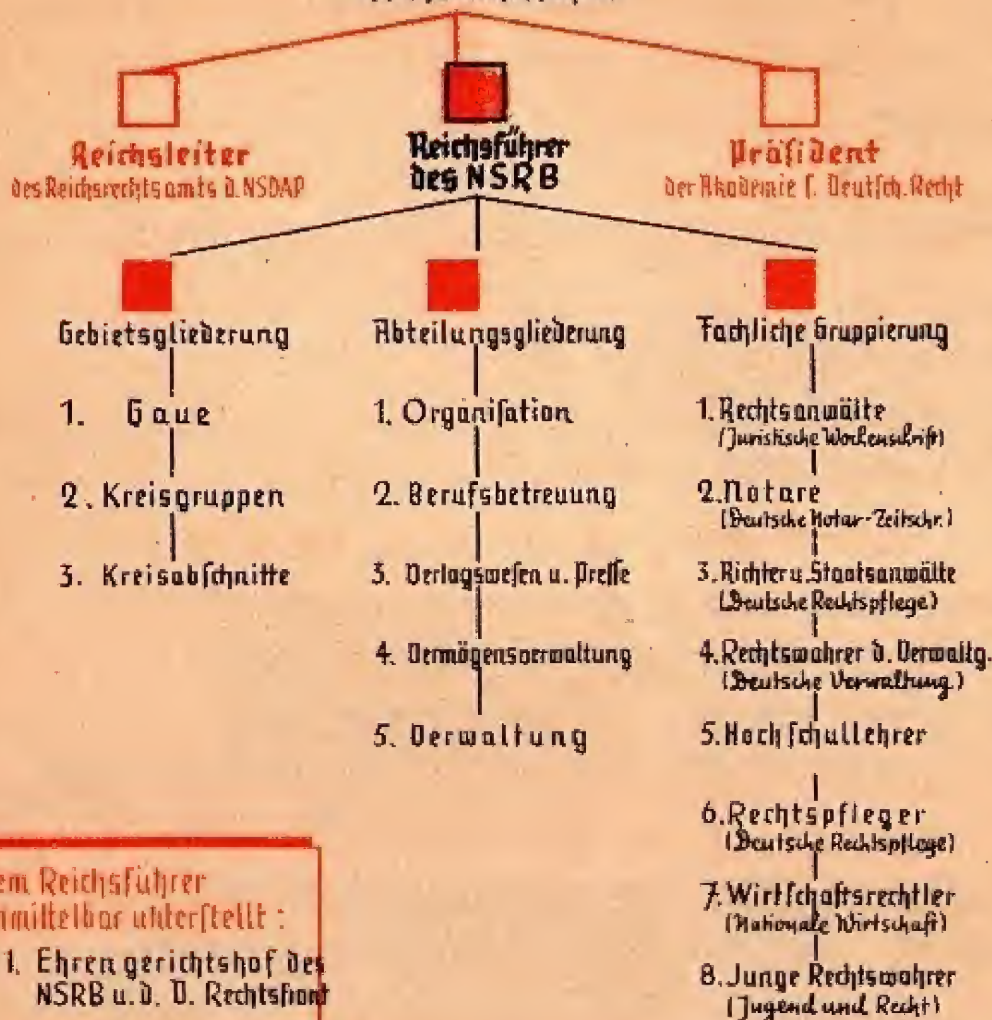 Reichsleiter
des Reichsrechtsamts d. NSDAP
Reichsführer
des NSRB
Präsident
der Akademie f. Deutsch. Recht
Gebietsgliederung
1. Gaue
2. Kreisgruppen
3. Kreisabschnitte
Abteilungsgliederung
1. Organisation
2. Berufsbetreuung
3. Verlagswesen u. Presse
4. Vermögensverwaltung
5. Verwaltung
Fachliche Gruppierung
1. Rechtsanwälte
(Juristische Wochenschrift)
2. Notare
(Deutsche Notar-Zeitschr.)
3. Richter u. Staatsanwälte
(Deutsche Rechtspflege)
4. Rechtswahrer d. Verwaltg.
(Deutsche Verwaltung)
5. Hochschullehrer
6. Rechtspfleger
(Deutsche Rechtspflege)
7. Wirtschaftsrechtler
(Nationale Wirtschaft)
8. Junge Rechtswahrer
(Jugend und Recht)
em Reichsführer
nmittelbar unterstellt :
1. Ehrengerichtshof des
NSRB u. d. D. Rechtsfront